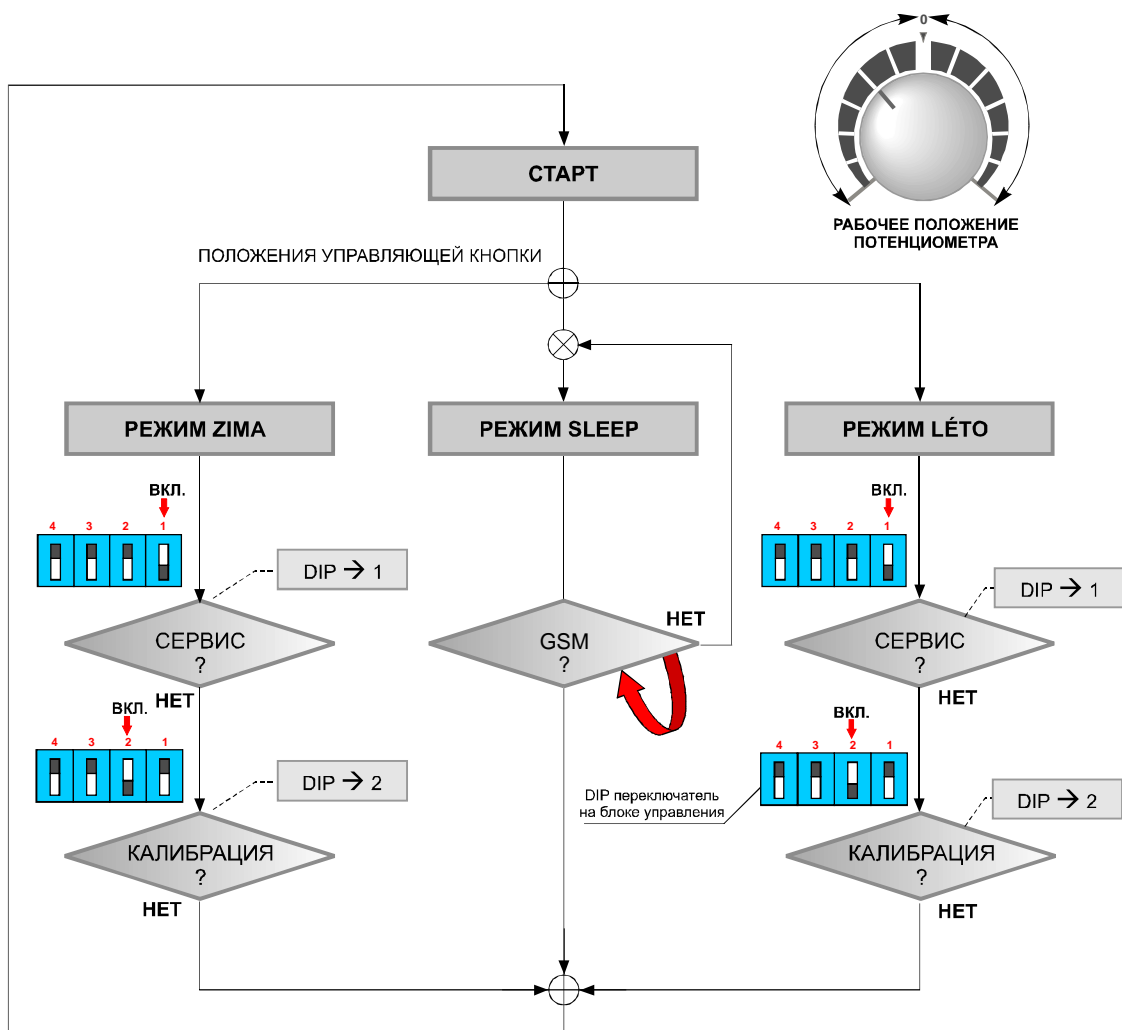 0
РАБОЧЕЕ ПОЛОЖЕНИЕ
ПОТЕНЦИОМЕТРА
СТАРТ
ПОЛОЖЕНИЯ УПРАВЛЯЮЩЕЙ КНОПКИ
РЕЖИМ ZIMA
РЕЖИМ SLEEP
РЕЖИМ LÉTO
ВКЛ.
4 3 2 1
DIP → 1
СЕРВИС
?
НЕТ
ВКЛ.
4 3 2 1
DIP → 2
КАЛИБРАЦИЯ
?
НЕТ
GSM
?
НЕТ
ВКЛ.
4 3 2 1
DIP → 1
СЕРВИС
?
НЕТ
ВКЛ.
4 3 2 1
DIP переключатель
на блоке управления
DIP → 2
КАЛИБРАЦИЯ
?
НЕТ